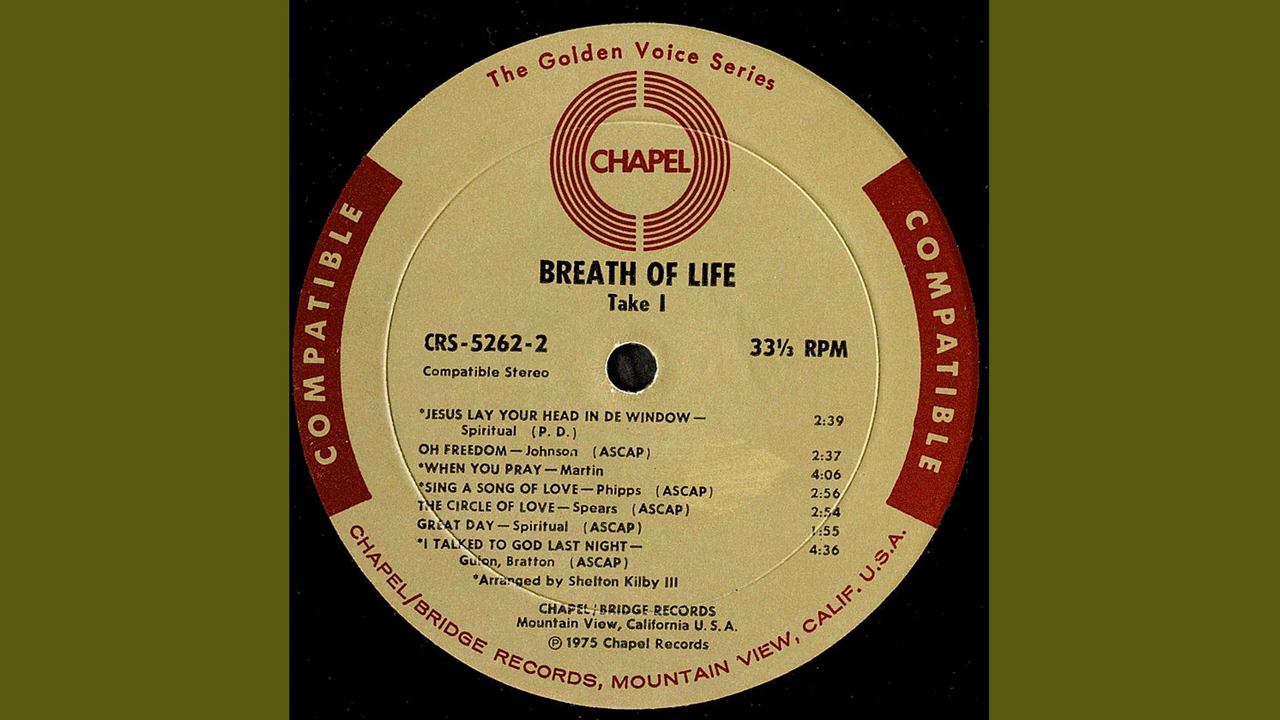 The Golden Voice Series
CHAPEL
COMPATIBLE
COMPATIBLE
BREATH OF LIFE
Take I
CRS-5262-2
33⅓ RPM
Compatible Stereo
*JESUS LAY YOUR HEAD IN DE WINDOW— 2:39
Spiritual (P. D.)
OH FREEDOM—Johnson (ASCAP) 2:37
*WHEN YOU PRAY—Martin 4:06
*SING A SONG OF LOVE—Phipps (ASCAP) 2:56
THE CIRCLE OF LOVE—Spears (ASCAP) 2:54
GREAT DAY—Spiritual (ASCAP) 1:55
*I TALKED TO GOD LAST NIGHT— 4:36
Guion, Bratton (ASCAP)
*Arranged by Shelton Kilby III
CHAPEL/BRIDGE RECORDS
Mountain View, California U. S. A.
℗ 1975 Chapel Records
CHAPEL/BRIDGE RECORDS, MOUNTAIN VIEW, CALIF. U.S.A.